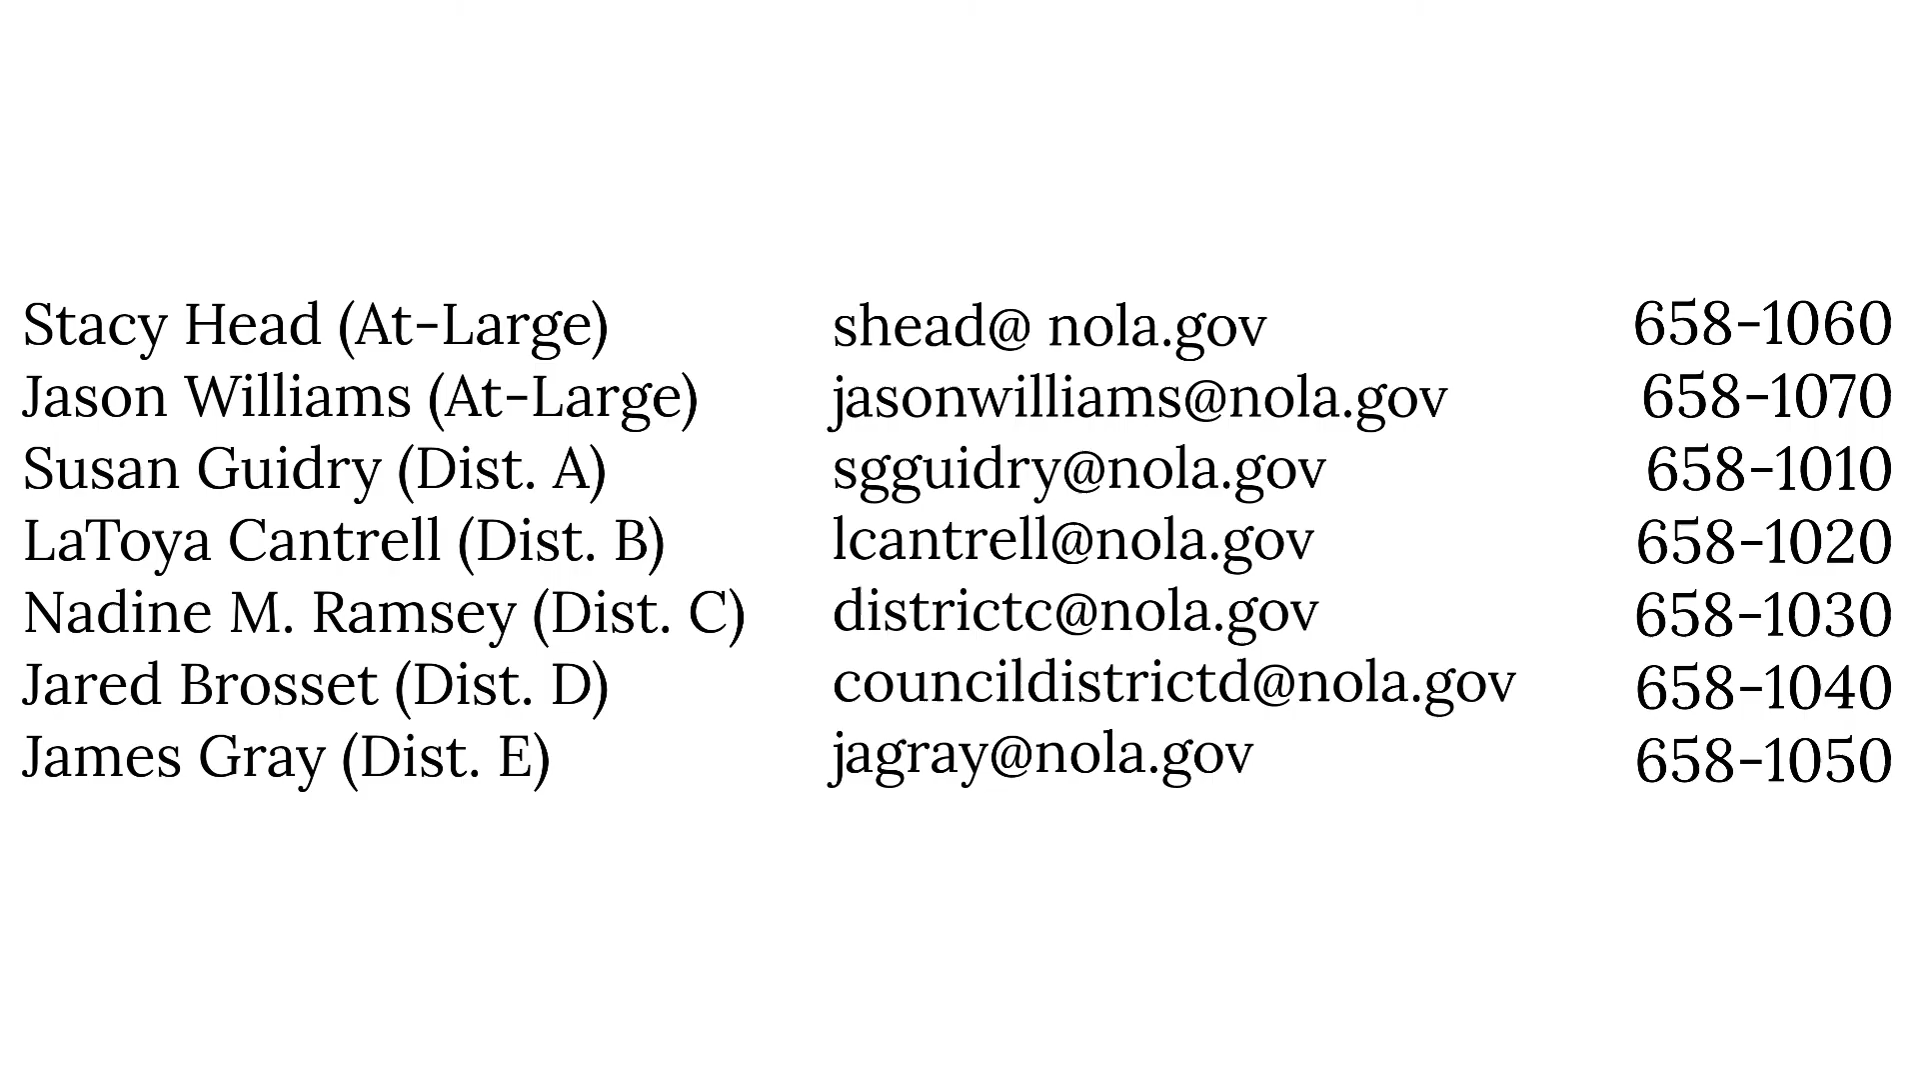 Stacy Head (At-Large) shead@ nola.gov 658-1060
Jason Williams (At-Large) jasonwilliams@nola.gov 658-1070
Susan Guidry (Dist. A) sgguidry@nola.gov 658-1010
LaToya Cantrell (Dist. B) lcantrell@nola.gov 658-1020
Nadine M. Ramsey (Dist. C) districtc@nola.gov 658-1030
Jared Brosset (Dist. D) councildistrictd@nola.gov 658-1040
James Gray (Dist. E) jagray@nola.gov 658-1050